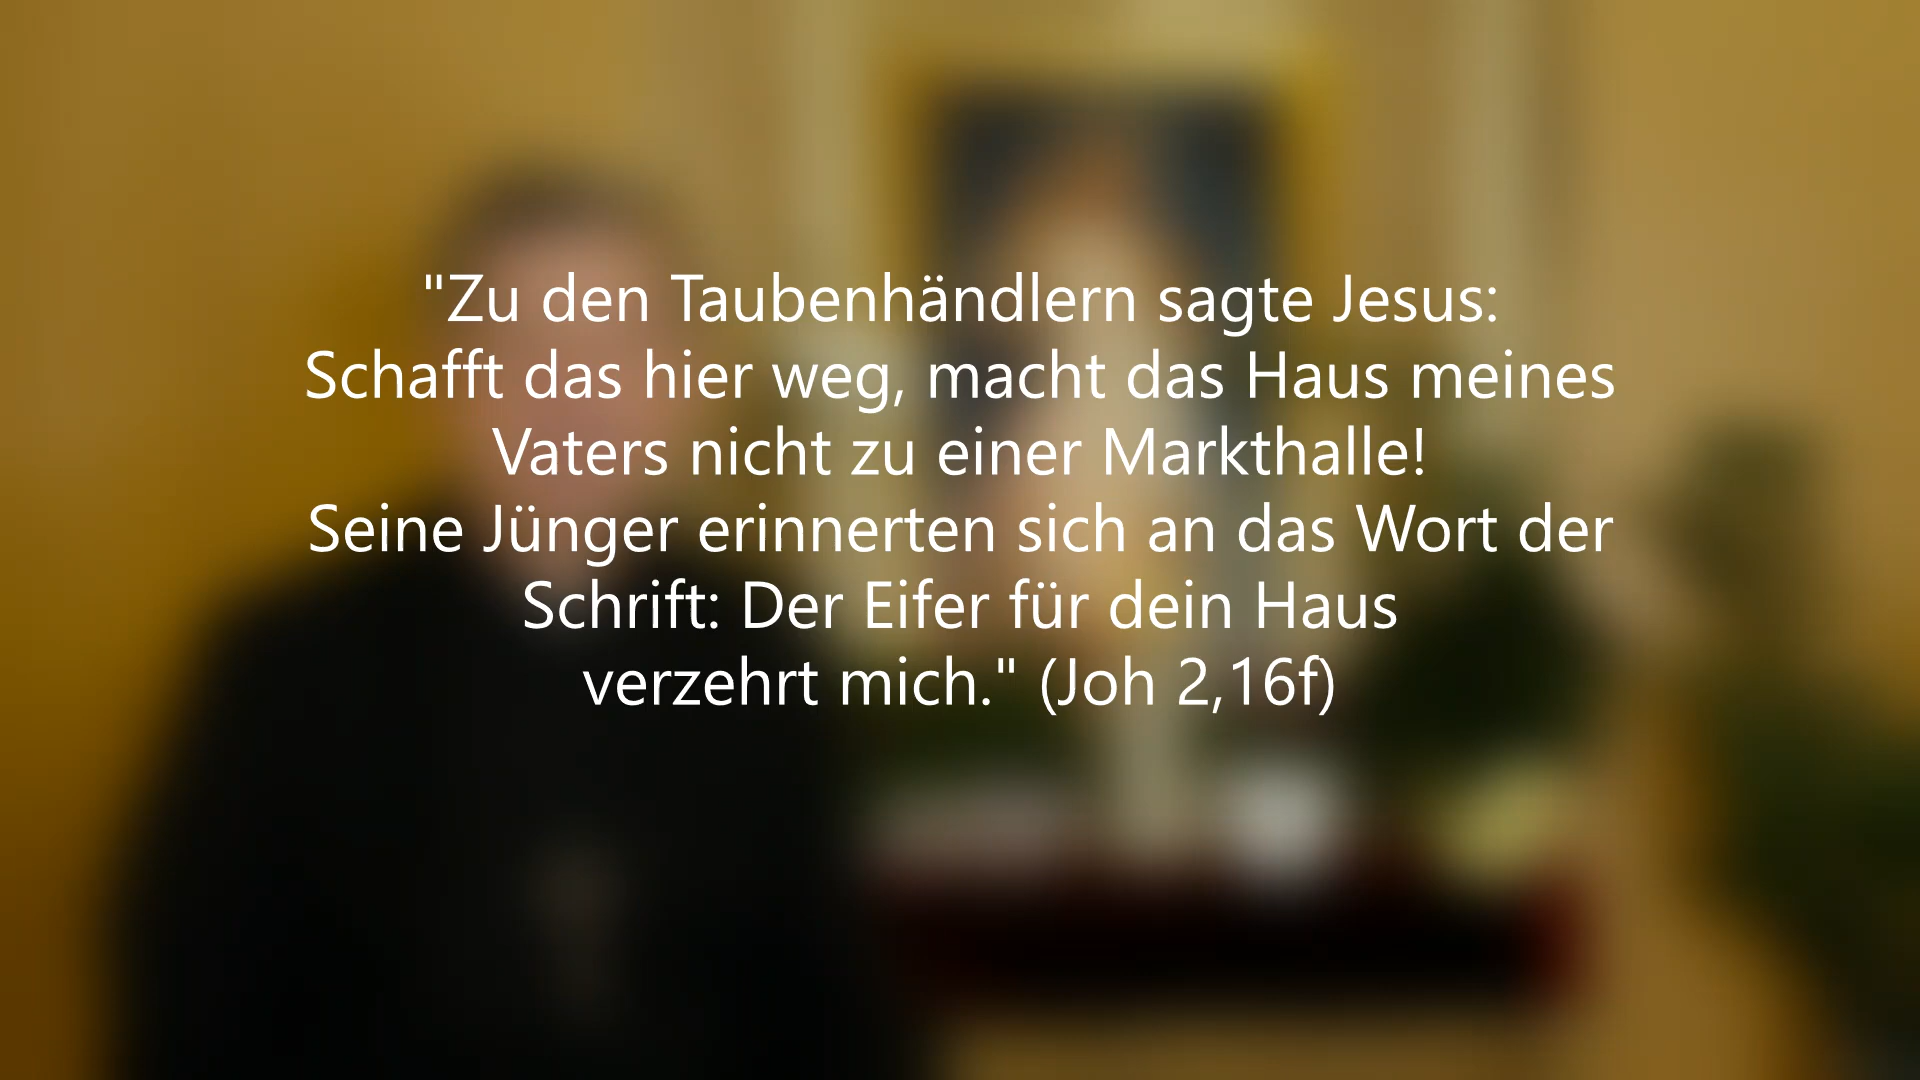 "Zu den Taubenhändlern sagte Jesus:
Schafft das hier weg, macht das Haus meines
Vaters nicht zu einer Markthalle!
Seine Jünger erinnerten sich an das Wort der
Schrift: Der Eifer für dein Haus
verzehrt mich." (Joh 2,16f)